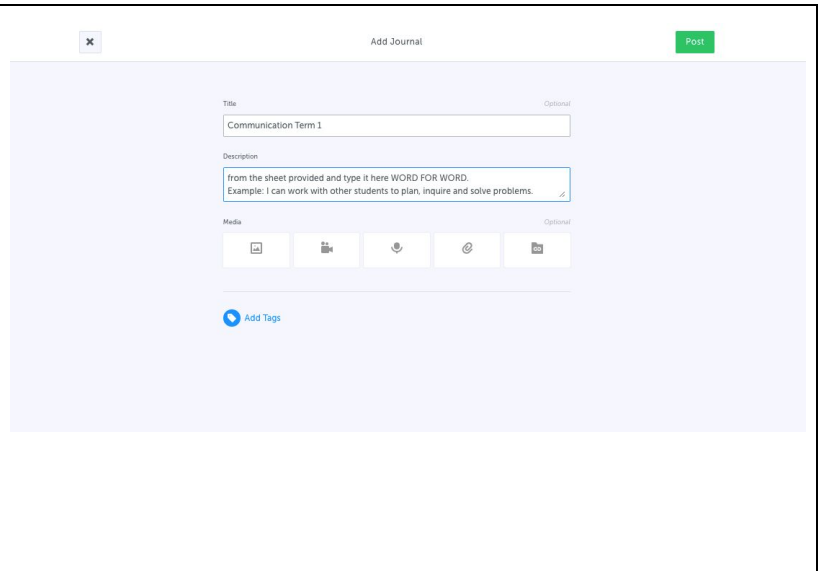 Add Journal
Post
Title
Optional
Communication Term 1
Description
from the sheet provided and type it here WORD FOR WORD.
Example: I can work with other students to plan, inquire and solve problems.
Media
Optional
Add Tags